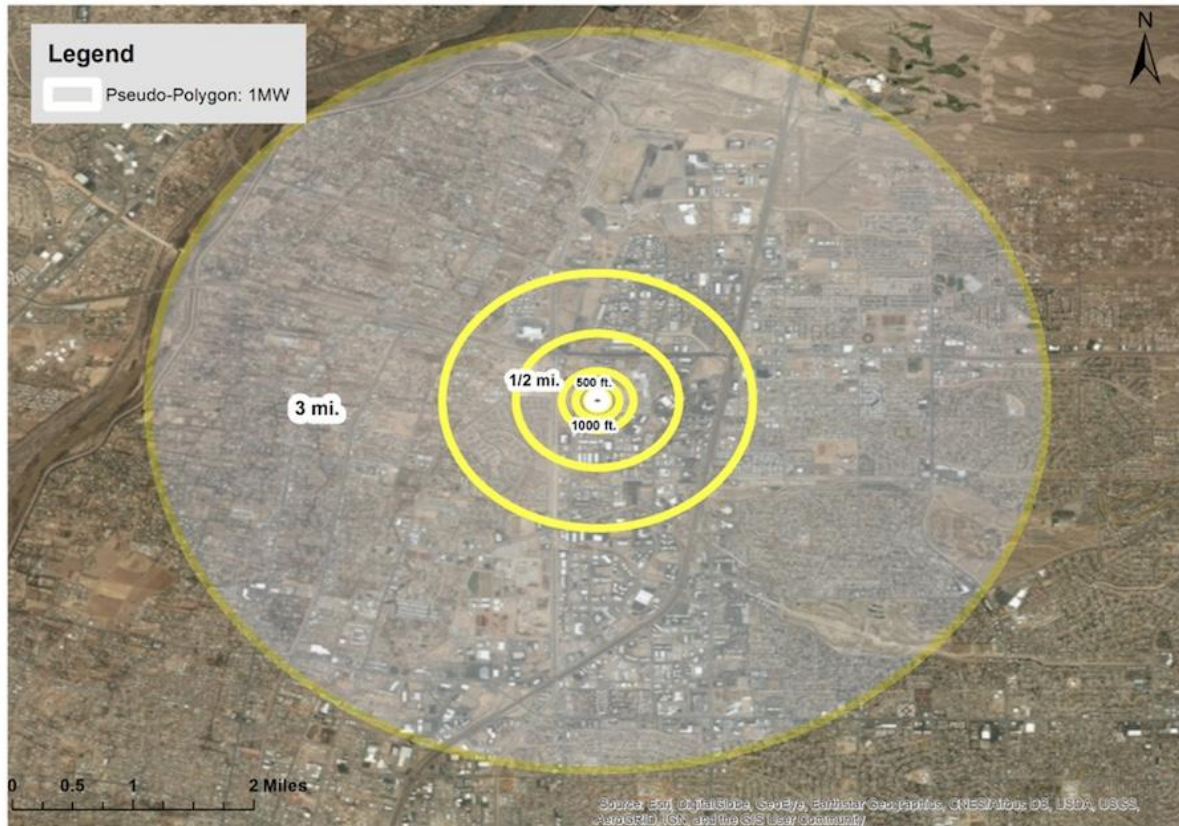 Legend
Pseudo-Polygon: 1MW
N
1/2 mi.
500 ft.
3 mi.
1000 ft.
0 0.5 1 2 Miles
Source: Esri, DigitalGlobe, GeoEye, Earthstar Geographics, CNES/Airbus DS, USDA, USGS,
AeroGRID, IGN, and the GIS User Community